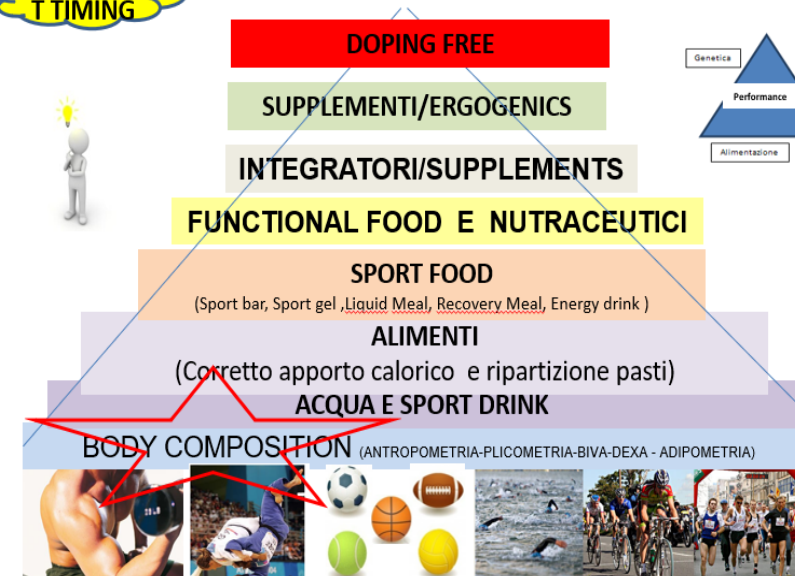 T TIMING
DOPING FREE
Genetica
Performance
Alimentazione
SUPPLEMENTI/ERGOGENICS
INTEGRATORI/SUPPLEMENTS
FUNCTIONAL FOOD E NUTRACEUTICI
SPORT FOOD
(Sport bar, Sport gel ,Liquid Meal, Recovery Meal, Energy drink )
ALIMENTI
(Corretto apporto calorico e ripartizione pasti)
ACQUA E SPORT DRINK
BODY COMPOSITION (ANTROPOMETRIA-PLICOMETRIA-BIVA-DEXA - ADIPOMETRIA)